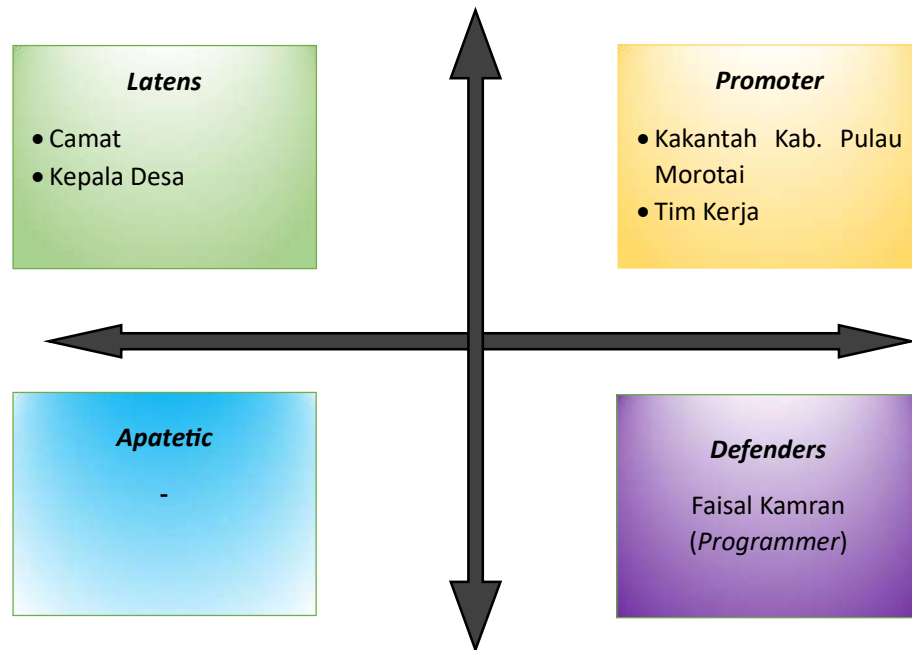 Latens
• Camat
• Kepala Desa
Promoter
• Kakantah Kab. Pulau
Morotai
• Tim Kerja
Apatetic
-
Defenders
Faisal Kamran
(Programmer)